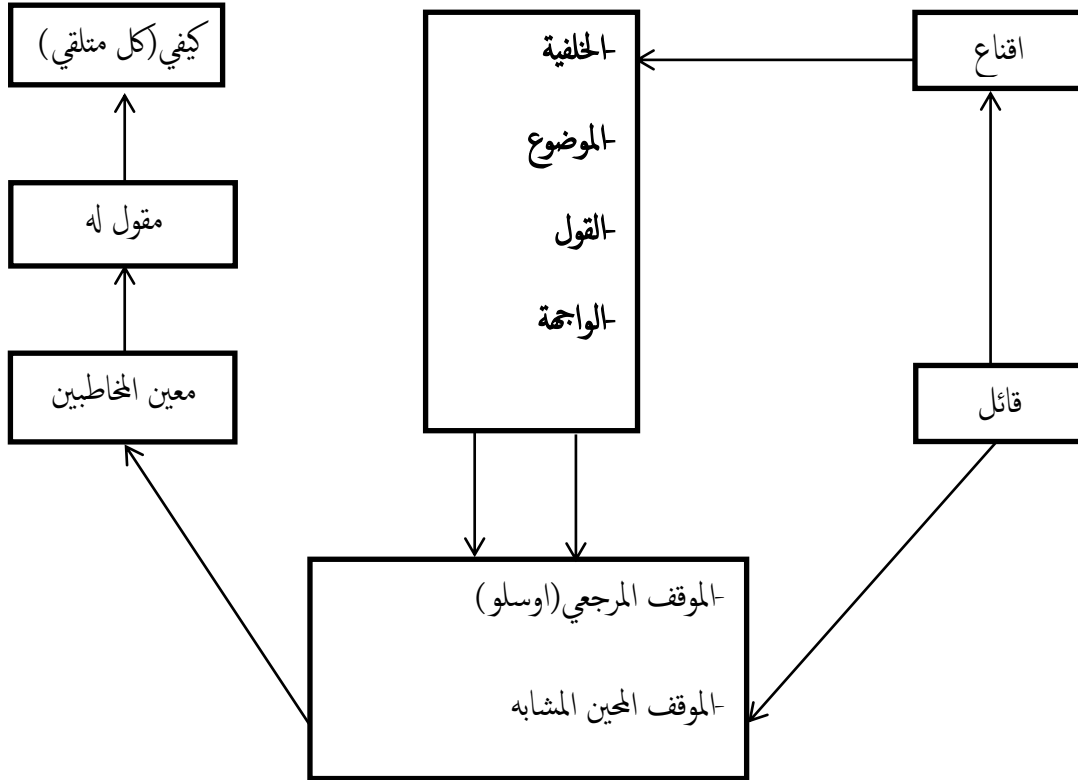 اقناع
-الخلفية
كيفي(كل متلقي)
-الموضوع
مقول له
-القول
-الواجهة
قائل
معين المخاطبين
-الموقف المرجعي(اوسلو)
-الموقف المحين المشابه